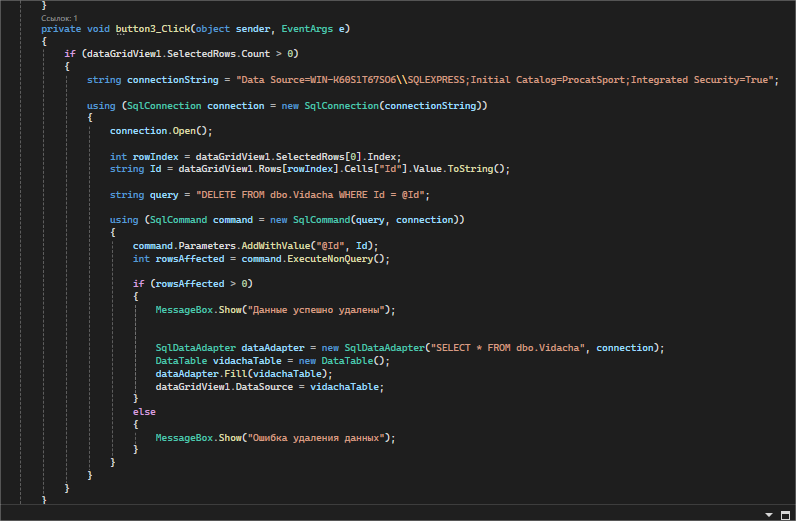 }
Ссылок: 1
private void button3_Click(object sender, EventArgs e)
{
if (dataGridView1.SelectedRows.Count > 0)
{
string connectionString = "Data Source=WIN-K60S1T67SO6\\SQLEXPRESS;Initial Catalog=ProcatSport;Integrated Security=True";
using (SqlConnection connection = new SqlConnection(connectionString))
{
connection.Open();
int rowIndex = dataGridView1.SelectedRows[0].Index;
string Id = dataGridView1.Rows[rowIndex].Cells["Id"].Value.ToString();
string query = "DELETE FROM dbo.Vidacha WHERE Id = @Id";
using (SqlCommand command = new SqlCommand(query, connection))
{
command.Parameters.AddWithValue("@Id", Id);
int rowsAffected = command.ExecuteNonQuery();
if (rowsAffected > 0)
{
MessageBox.Show("Данные успешно удалены");
SqlDataAdapter dataAdapter = new SqlDataAdapter("SELECT * FROM dbo.Vidacha", connection);
DataTable vidachaTable = new DataTable();
dataAdapter.Fill(vidachaTable);
dataGridView1.DataSource = vidachaTable;
}
else
{
MessageBox.Show("Ошибка удаления данных");
}
}
}
}
}